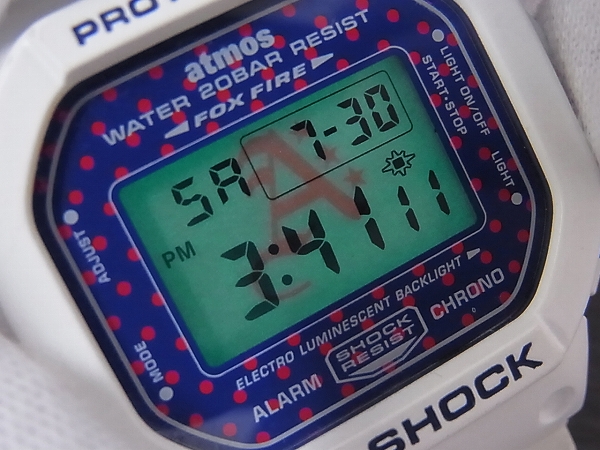 PROT
atmos
WATER 20BAR RESIST
FOX FIRE
LIGHT ON/OFF
START·STOP
LIGHT
SA 7-30
PM 3:41 11
ADJUST
MODE
ELECTRO LUMINESCENT BACKLIGHT
SHOCK
RESIST
ALARM
CHRONO
SHOCK